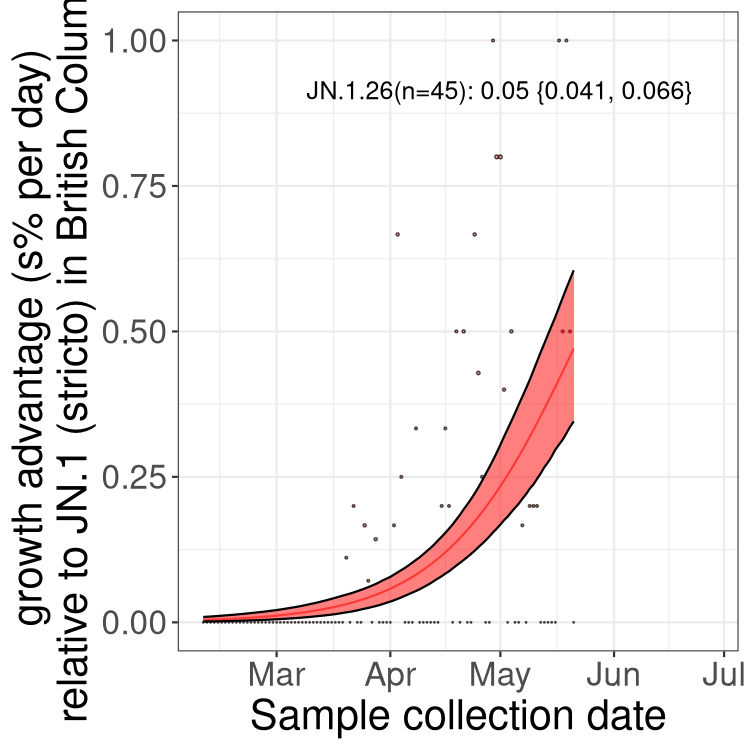 growth advantage (s% per day)
relative to JN.1 (stricto) in British Colum
1.00
0.75
0.50
0.25
0.00
JN.1.26(n=45): 0.05 {0.041, 0.066}
Mar Apr May Jun Jul
Sample collection date